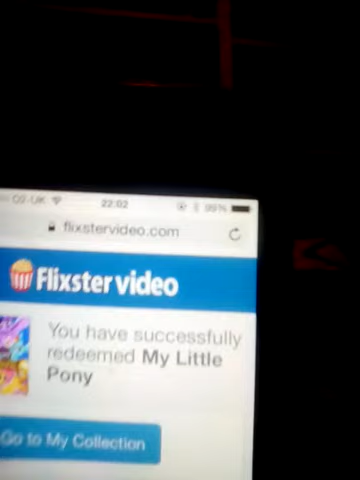 O2-UK 22:02 99%
flixstervideo.com
Flixster video
You have successfully
redeemed My Little
Pony
Go to My Collection